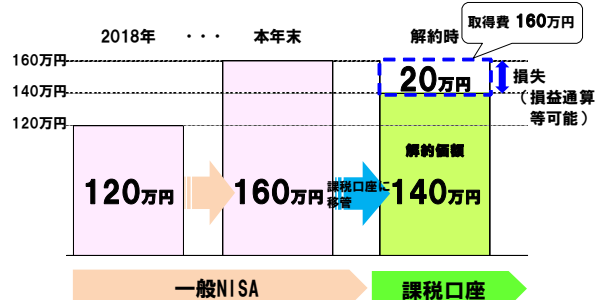 取得費 160万円
2018年 ・・・ 本年末 解約時
160万円
20万円
損失
（損益通算
等可能）
140万円
120万円
解約価額
120万円
160万円
課税口座に
移管
140万円
一般NISA
課税口座